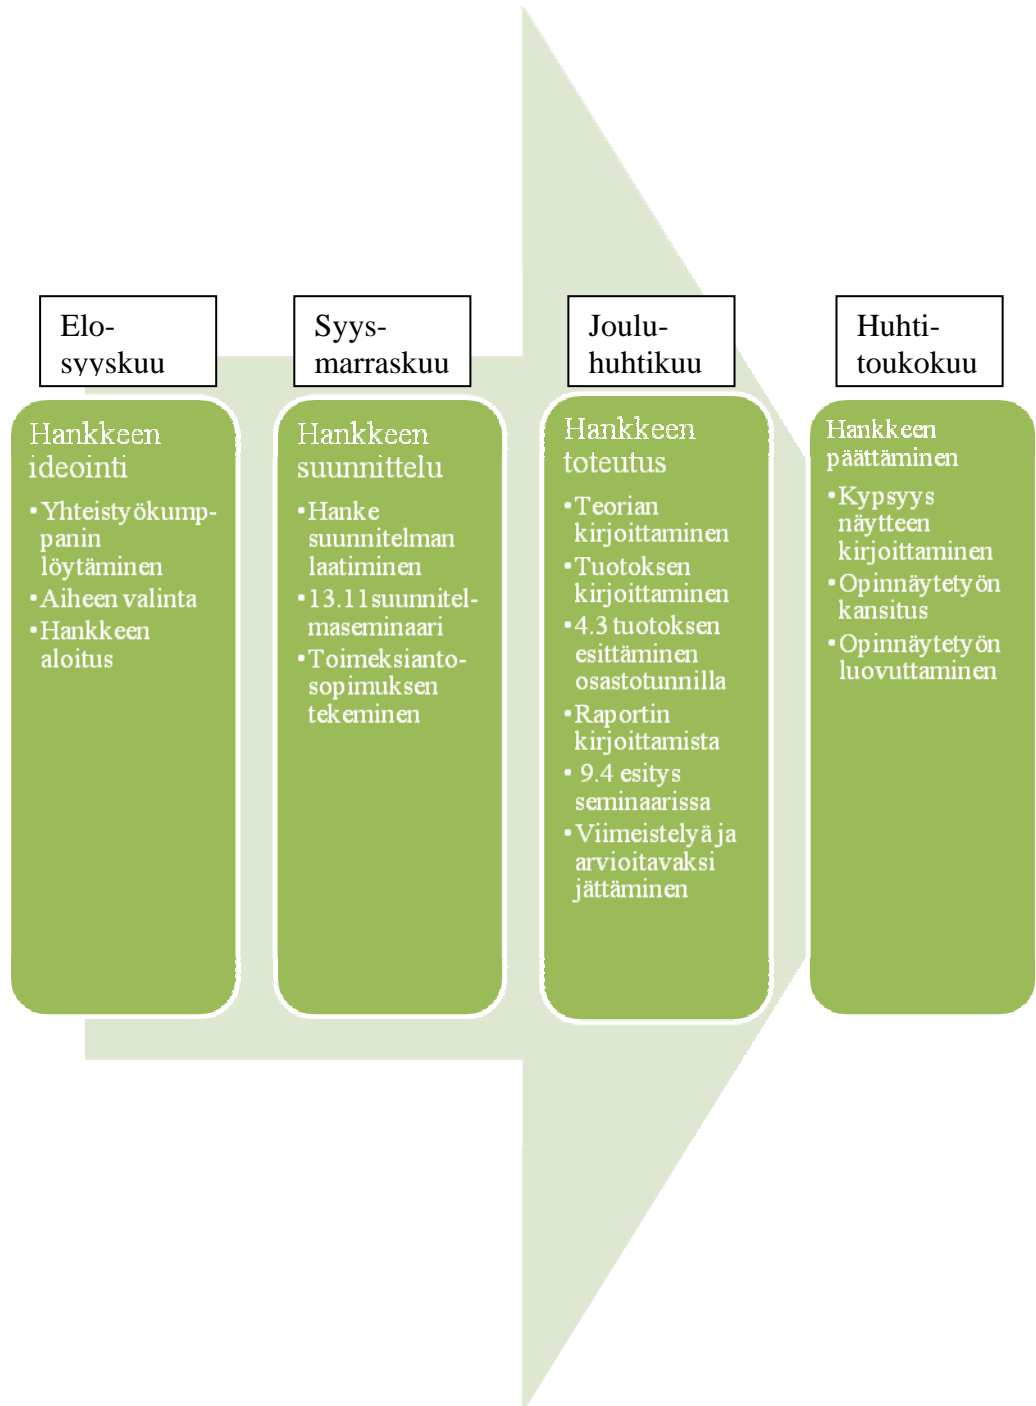 Elo-
syyskuu
Hankkeen
ideointi
•Yhteistyökump-
panin
löytäminen
•Aiheen valinta
•Hankkeen
aloitus
Syys-
marraskuu
Hankkeen
suunnittelu
•Hanke
suunnitelman
laatiminen
•13.11suunnitel-
maseminaari
•Toimeksianto-
sopimuksen
tekeminen
Joulu-
huhtikuu
Hankkeen
toteutus
•Teorian
kirjoittaminen
•Tuotoksen
kirjoittaminen
•4.3 tuotoksen
esittäminen
osastotunnilla
•Raportin
kirjoittamista
• 9.4 esitys
seminaarissa
•Viimeistelyä ja
arvioitavaksi
jättäminen
Huhti-
toukokuu
Hankkeen
päättäminen
•Kypsyys
näytteen
kirjoittaminen
•Opinnäytetyön
kansitus
•Opinnäytetyön
luovuttaminen